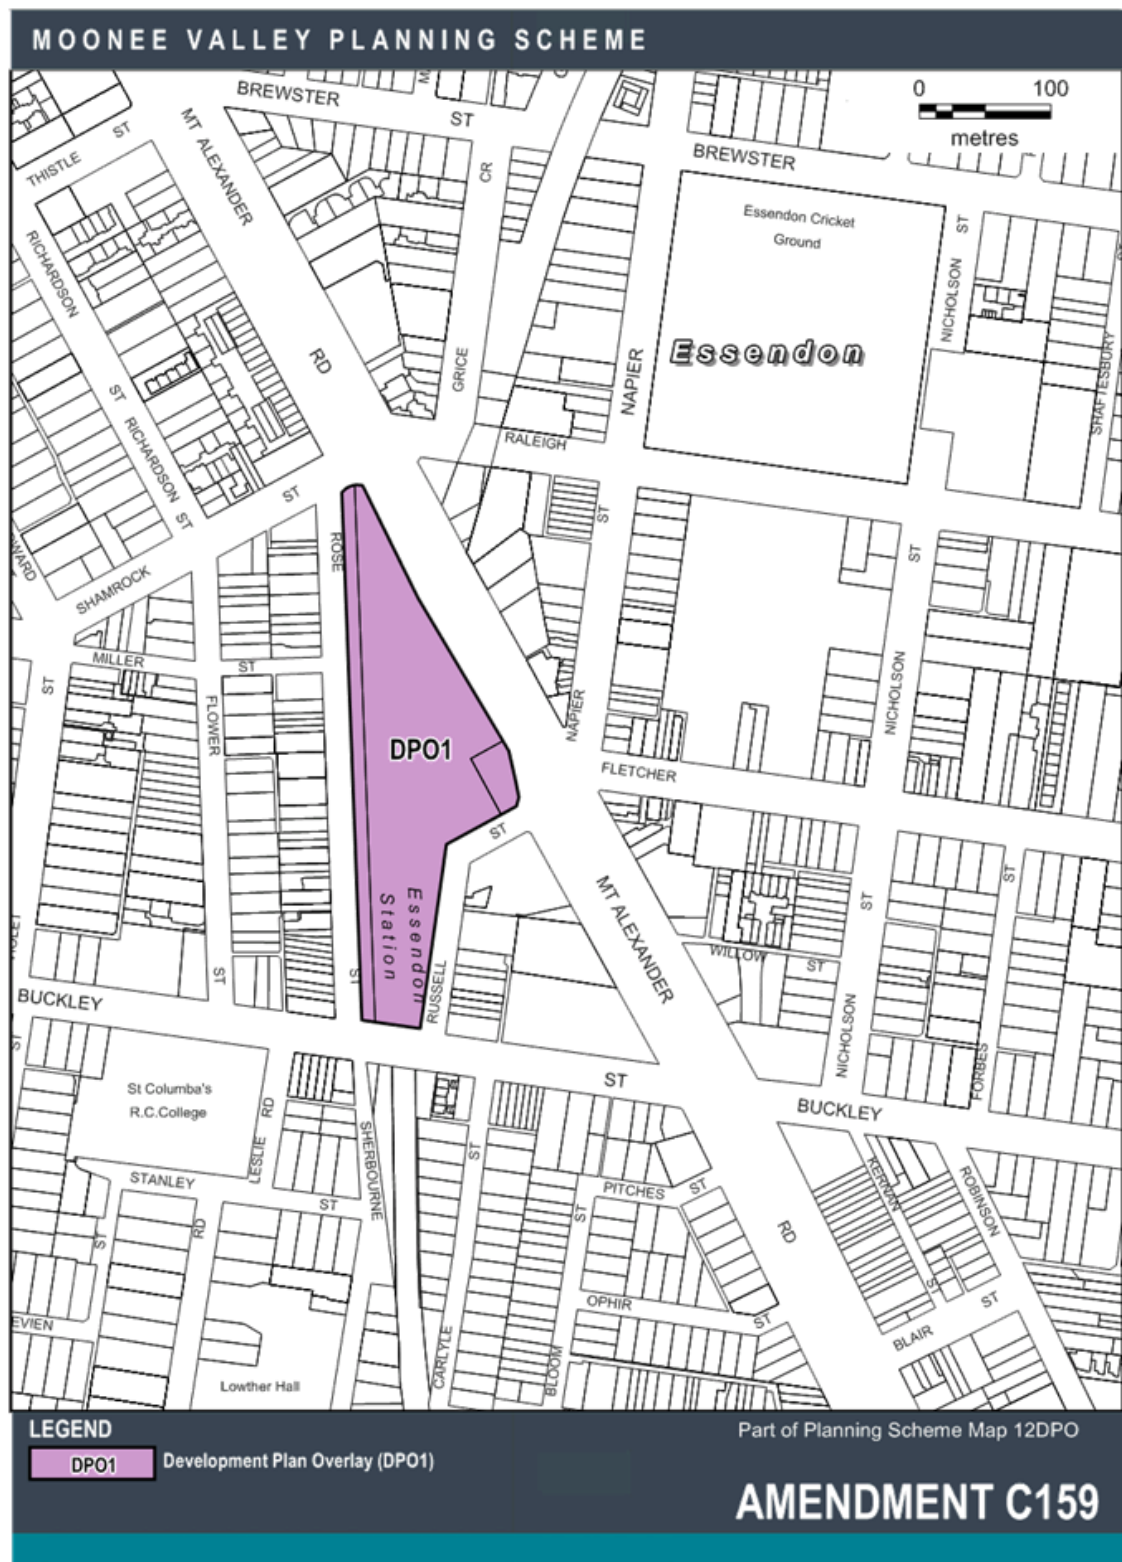 MOONEE VALLEY PLANNING SCHEME
0 100
metres
BREWSTER
ST
MT ALEXANDER
THISTLE
ST
BREWSTER
CR
Essendon Cricket
Ground
ST
RICHARDSON
NICHOLSON
Essendon
RD
GRICE
NAPIER
SHAFTESBURY
ST
RICHARDSON
RALEIGH
ST
ST
ST
ROSE
ST
SHAMROCK
MILLER
ST
ST
FLOWER
NICHOLSON
NAPIER
DPO1
FLETCHER
ST
Essendon
Station
MT ALEXANDER
ST
ST
WILLOW
ST
RUSSELL
ST
ST
BUCKLEY
NICHOLSON
ST
FORBES
ST
St Columba's
R.C.College
RD
LESLIE
BUCKLEY
SHERBOURNE
ST
KERNAN
ROBINSON
STANLEY
ST
PITCHES
ST
RD
ST
ST
RD
OPHIR
ST
ST
ST
BLAIR
EVIEN
CARLYLE
BLOOM
Lowther Hall
LEGEND
DPO1
Development Plan Overlay (DPO1)
Part of Planning Scheme Map 12DPO
AMENDMENT C159